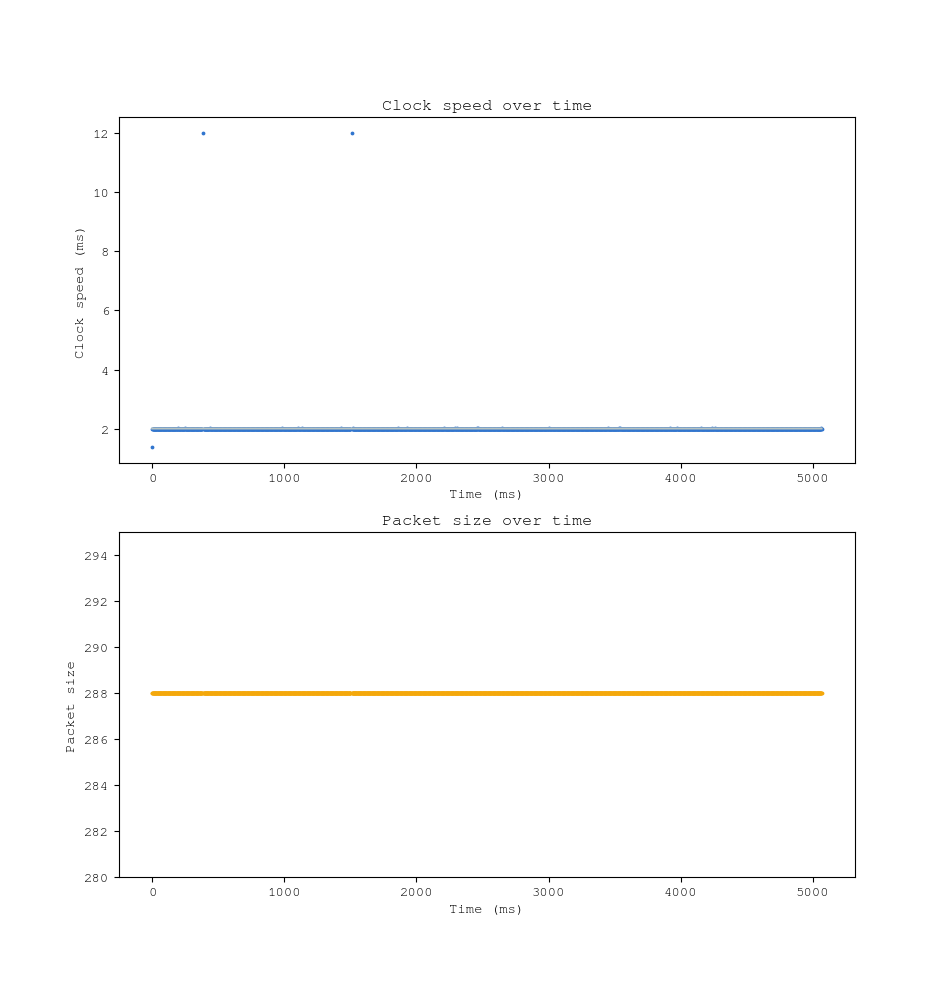 Clock speed over time
12
10
8
6
4
2
Clock speed (ms)
0 1000 2000 3000 4000 5000
Time (ms)
Packet size over time
294
292
290
288
286
284
282
280
Packet size
0 1000 2000 3000 4000 5000
Time (ms)